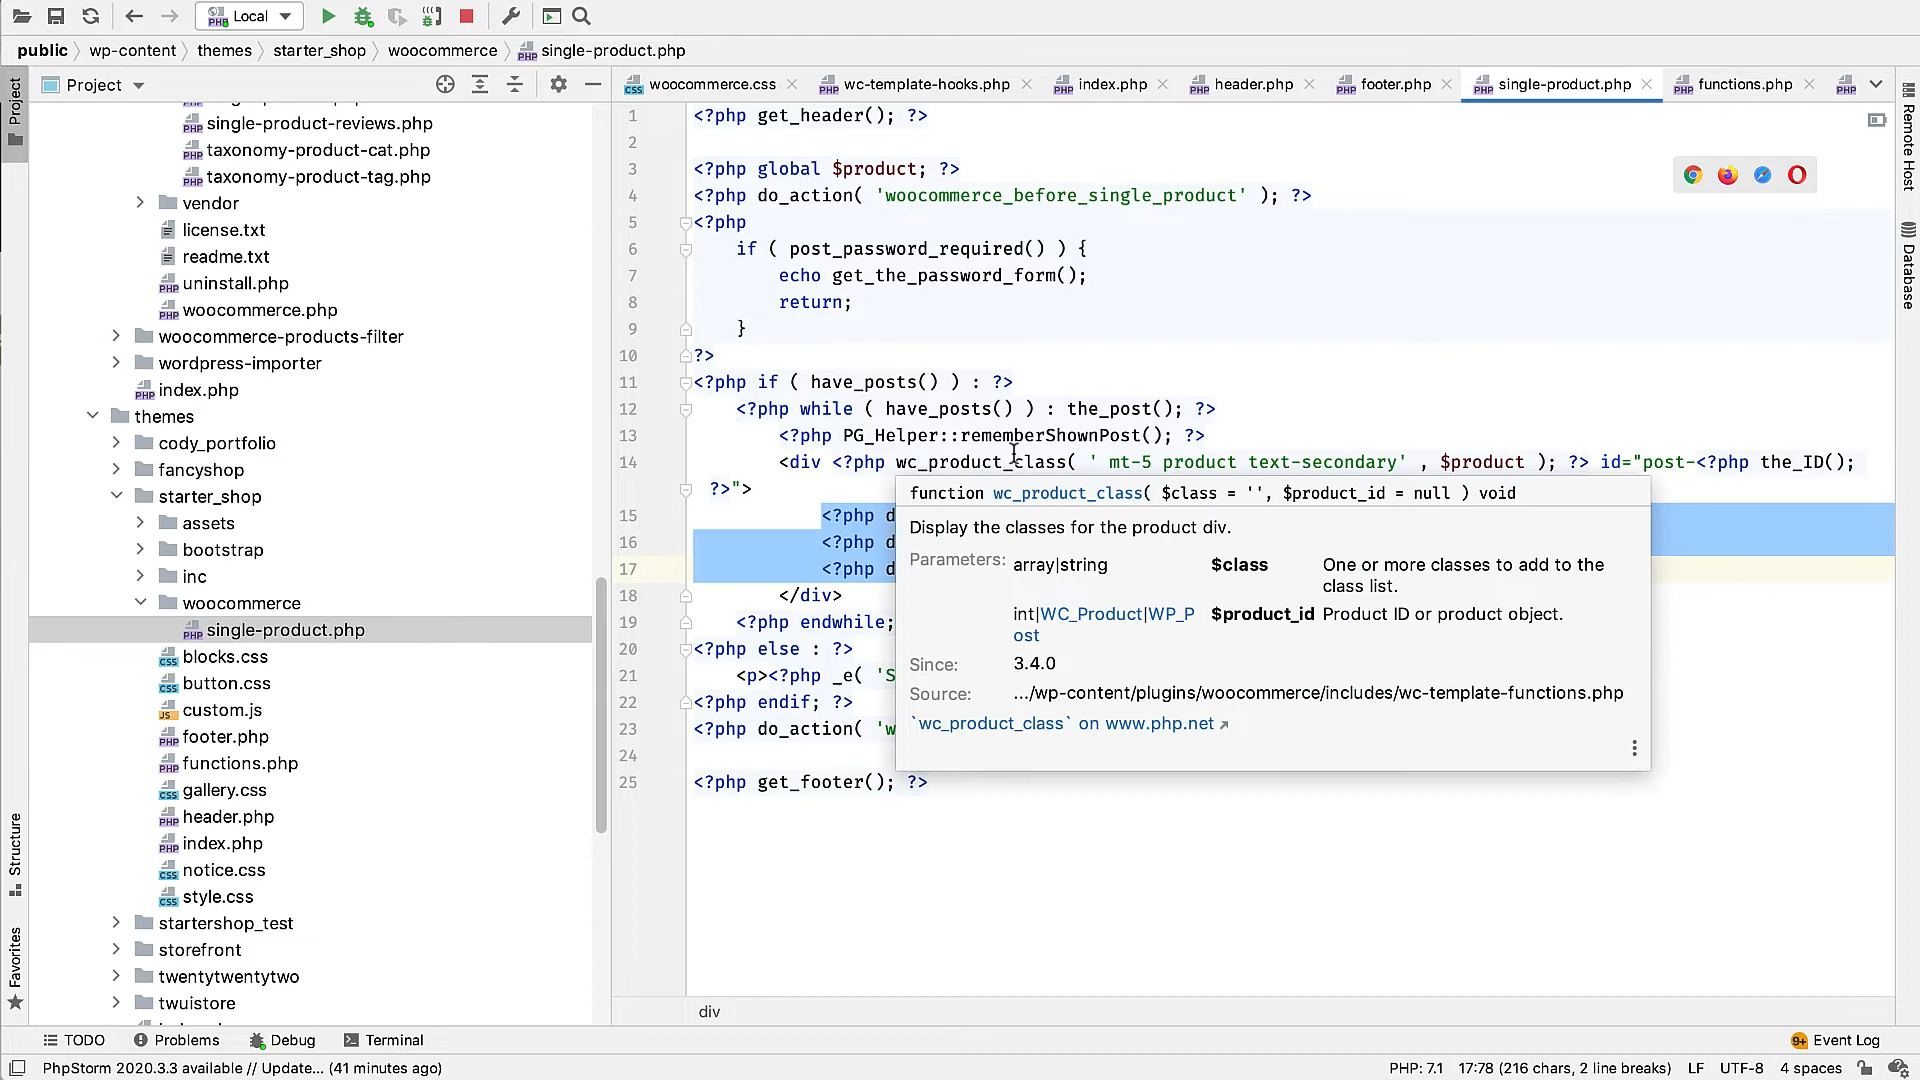 Local
public
wp-content
themes
starter_shop
woocommerce
single-product.php
Project
woocommerce.css
wc-template-hooks.php
index.php
header.php
footer.php
single-product.php
functions.php
Project
Structure
Favorites
Remote Host
Database
single-product-reviews.php
taxonomy-product-cat.php
taxonomy-product-tag.php
vendor
license.txt
readme.txt
uninstall.php
woocommerce.php
woocommerce-products-filter
wordpress-importer
index.php
themes
cody_portfolio
fancyshop
starter_shop
assets
bootstrap
inc
woocommerce
single-product.php
blocks.css
button.css
custom.js
footer.php
functions.php
gallery.css
header.php
index.php
notice.css
style.css
startershop_test
storefront
twentytwentytwo
twuistore
1 <?php get_header(); ?>
2
3 <?php global $product; ?>
4 <?php do_action( 'woocommerce_before_single_product' ); ?>
5 <?php
6 if ( post_password_required() ) {
7 echo get_the_password_form();
8 return;
9 }
10 ?>
11 <?php if ( have_posts() ) : ?>
12 <?php while ( have_posts() ) : the_post(); ?>
13 <?php PG_Helper::rememberShownPost(); ?>
14 <div <?php wc_product_class( ' mt-5 product text-secondary' , $product ); ?> id="post-<?php the_ID();
?>">
15 <?php d
16 <?php d
17 <?php d
18 </div>
19 <?php endwhile;
20 <?php else : ?>
21 <p><?php _e( 'S
22 <?php endif; ?>
23 <?php do_action( 'w
24
25 <?php get_footer(); ?>
function wc_product_class( $class = '', $product_id = null ) void
Display the classes for the product div.
Parameters: array|string $class One or more classes to add to the
class list.
int|WC_Product|WP_P $product_id Product ID or product object.
ost
Since: 3.4.0
Source: .../wp-content/plugins/woocommerce/includes/wc-template-functions.php
`wc_product_class` on www.php.net
div
TODO
Problems
Debug
Terminal
9+ Event Log
PhpStorm 2020.3.3 available // Update... (41 minutes ago)
PHP: 7.1
17:78 (216 chars, 2 line breaks)
LF
UTF-8
4 spaces